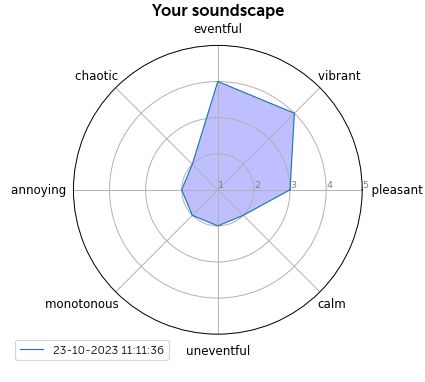 Your soundscape
eventful
chaotic
vibrant
annoying
1 2 3 4 5
pleasant
monotonous
calm
uneventful
23-10-2023 11:11:36